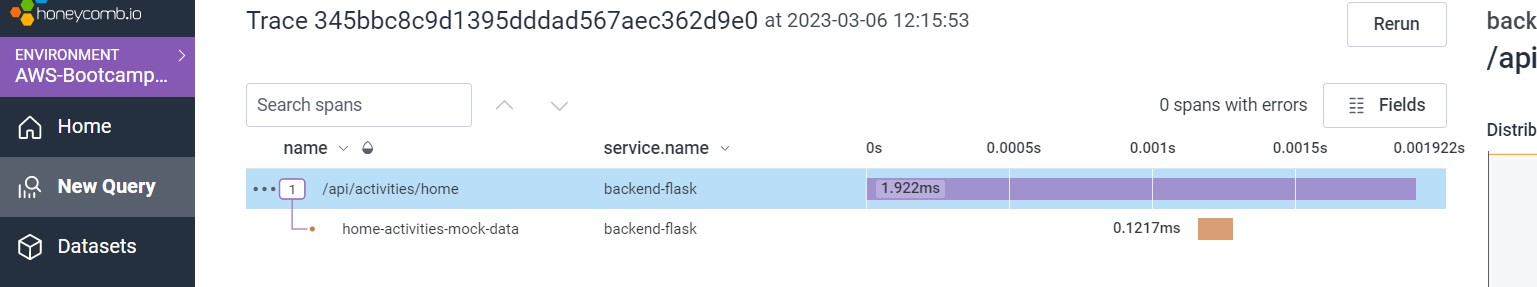 honeycomb.io
ENVIRONMENT
AWS-Bootcamp...
Home
New Query
Datasets
Trace 345bbc8c9d1395dddad567aec362d9e0 at 2023-03-06 12:15:53
Rerun
Search spans
0 spans with errors
Fields
name service.name 0s 0.0005s 0.001s 0.0015s 0.001922s
1 /api/activities/home backend-flask 1.922ms
home-activities-mock-data backend-flask 0.1217ms
back
/api
Distrib